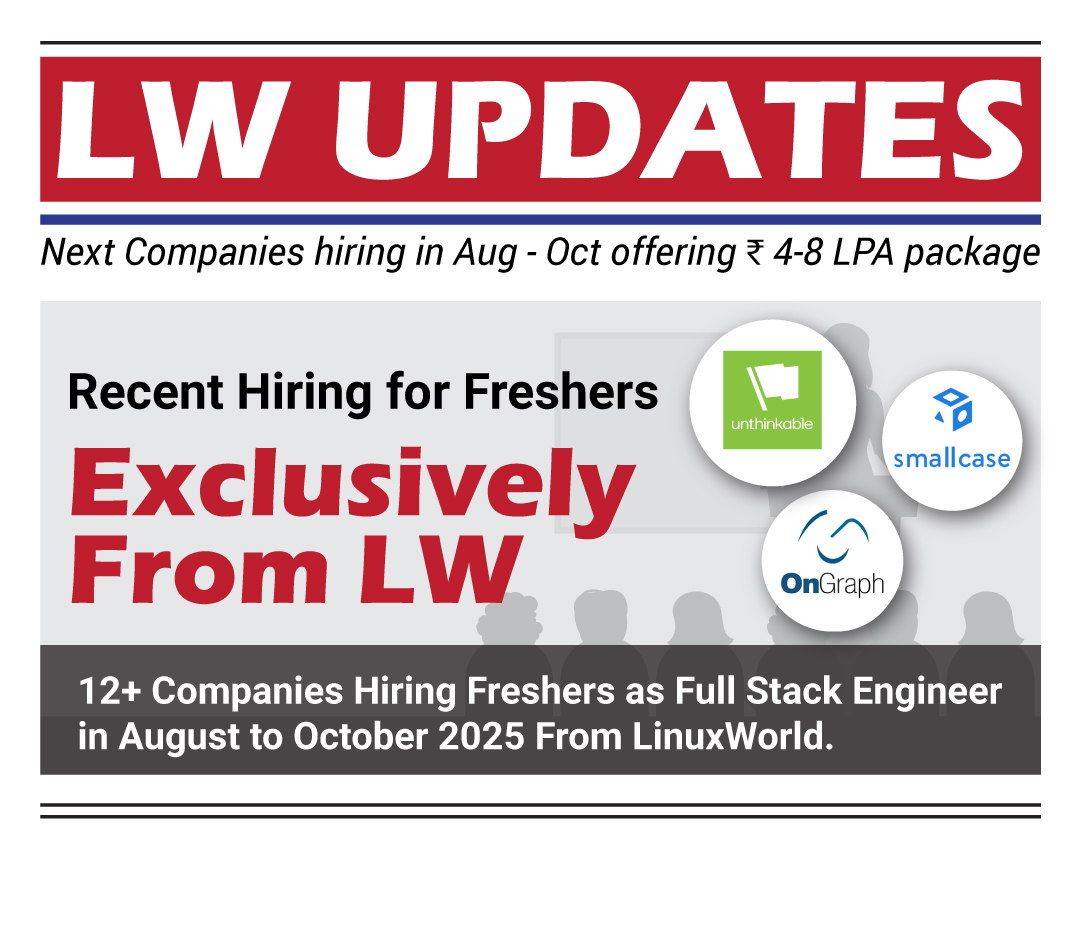 LW UPDATES
Next Companies hiring in Aug - Oct offering ₹ 4-8 LPA package
Recent Hiring for Freshers
Exclusively
From LW
unthinkable
smallcase
OnGraph
12+ Companies Hiring Freshers as Full Stack Engineer
in August to October 2025 From LinuxWorld.